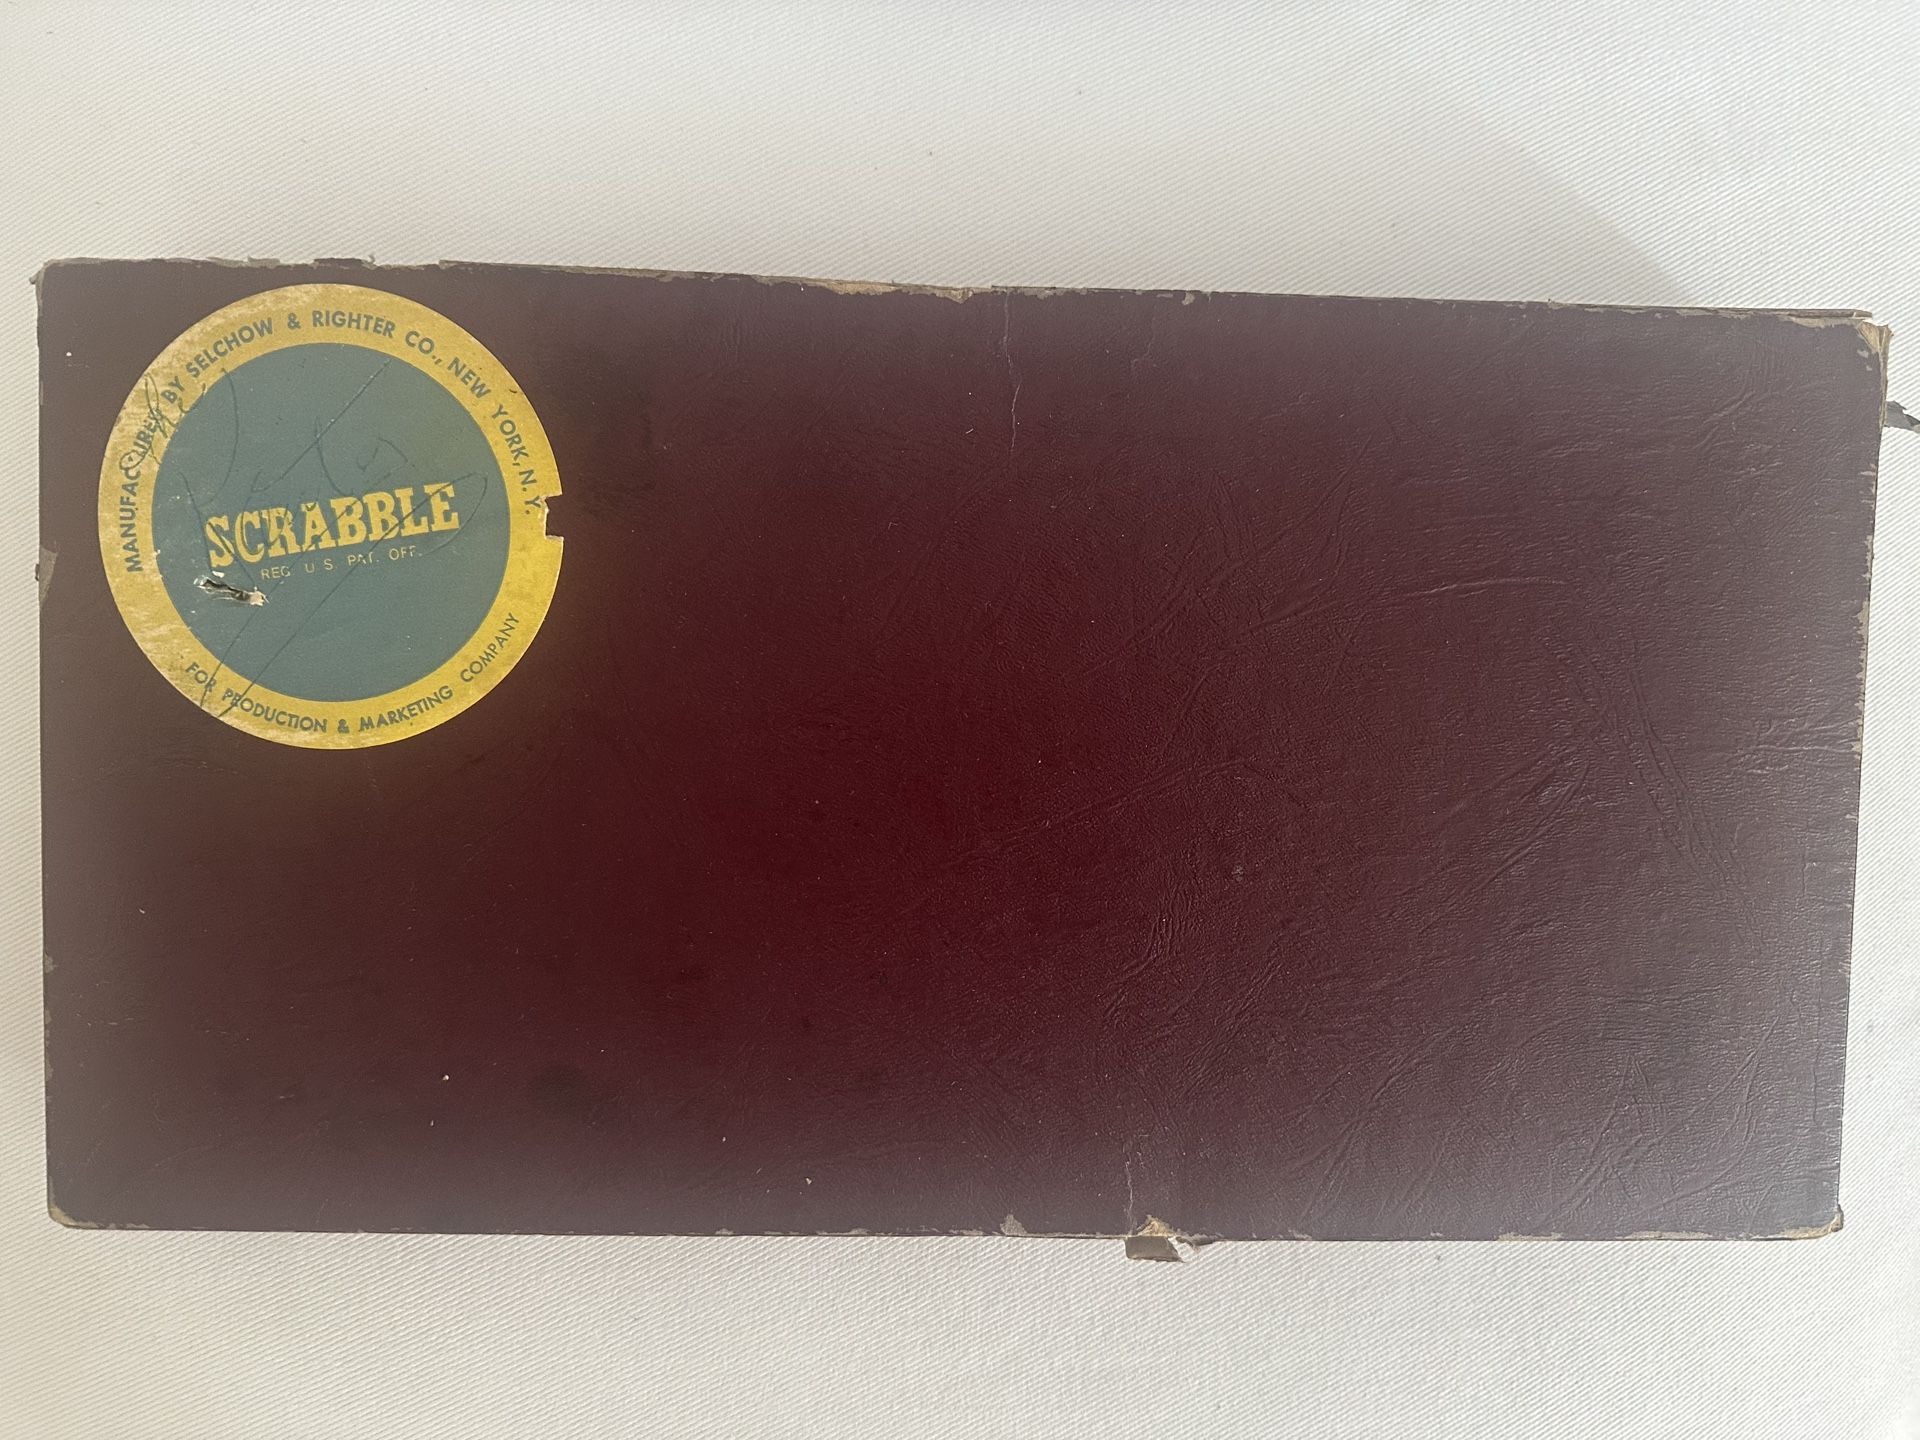 MANUFACTURED BY SELCHOW & RIGHTER CO., NEW YORK, N.Y.
SCRABBLE
REG. U.S. PAT. OFF.
FOR PRODUCTION & MARKETING COMPANY